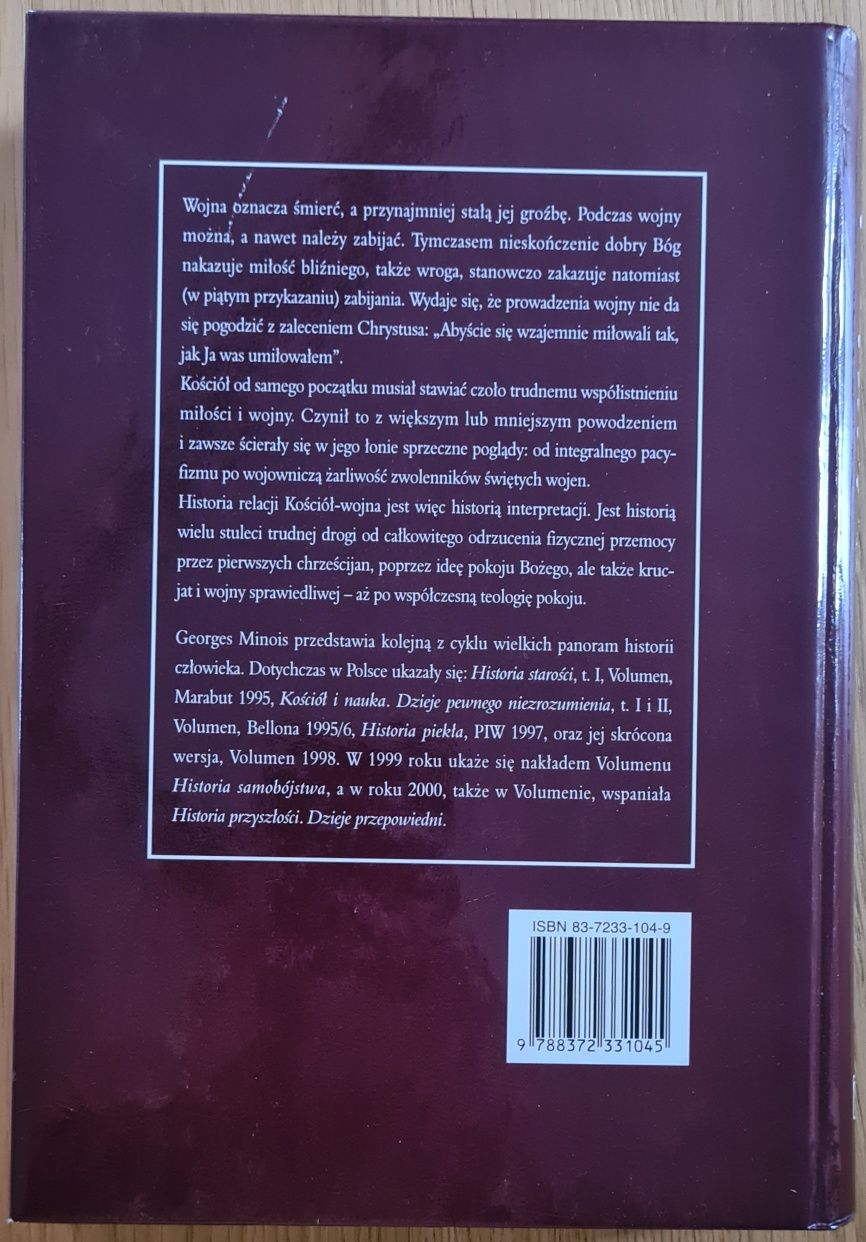 Wojna oznacza śmierć, a przynajmniej stałą jej groźbę. Podczas wojny
można, a nawet należy zabijać. Tymczasem nieskończenie dobry Bóg
nakazuje miłość bliźniego, także wroga, stanowczo zakazuje natomiast
(w piątym przykazaniu) zabijania. Wydaje się, że prowadzenia wojny nie da
się pogodzić z zaleceniem Chrystusa: „Abyście się wzajemnie miłowali tak,
jak Ja was umiłowałem”.
Kościół od samego początku musiał stawiać czoło trudnemu współistnieniu
miłości i wojny. Czynił to z większym lub mniejszym powodzeniem
i zawsze ścierały się w jego łonie sprzeczne poglądy: od integralnego pacy-
fizmu po wojowniczą żarliwość zwolenników świętych wojen.
Historia relacji Kościół-wojna jest więc historią interpretacji. Jest historią
wielu stuleci trudnej drogi od całkowitego odrzucenia fizycznej przemocy
przez pierwszych chrześcijan, poprzez ideę pokoju Bożego, ale także kruc-
jat i wojny sprawiedliwej – aż po współczesną teologię pokoju.
Georges Minois przedstawia kolejną z cyklu wielkich panoram historii
człowieka. Dotychczas w Polsce ukazały się: Historia starości, t. I, Volumen,
Marabut 1995, Kościół i nauka. Dzieje pewnego niezrozumienia, t. I i II,
Volumen, Bellona 1995/6, Historia piekła, PIW 1997, oraz jej skrócona
wersja, Volumen 1998. W 1999 roku ukaże się nakładem Volumenu
Historia samobójstwa, a w roku 2000, także w Volumenie, wspaniała
Historia przyszłości. Dzieje przepowiedni.
ISBN 83-7233-104-9
9 788372 331045